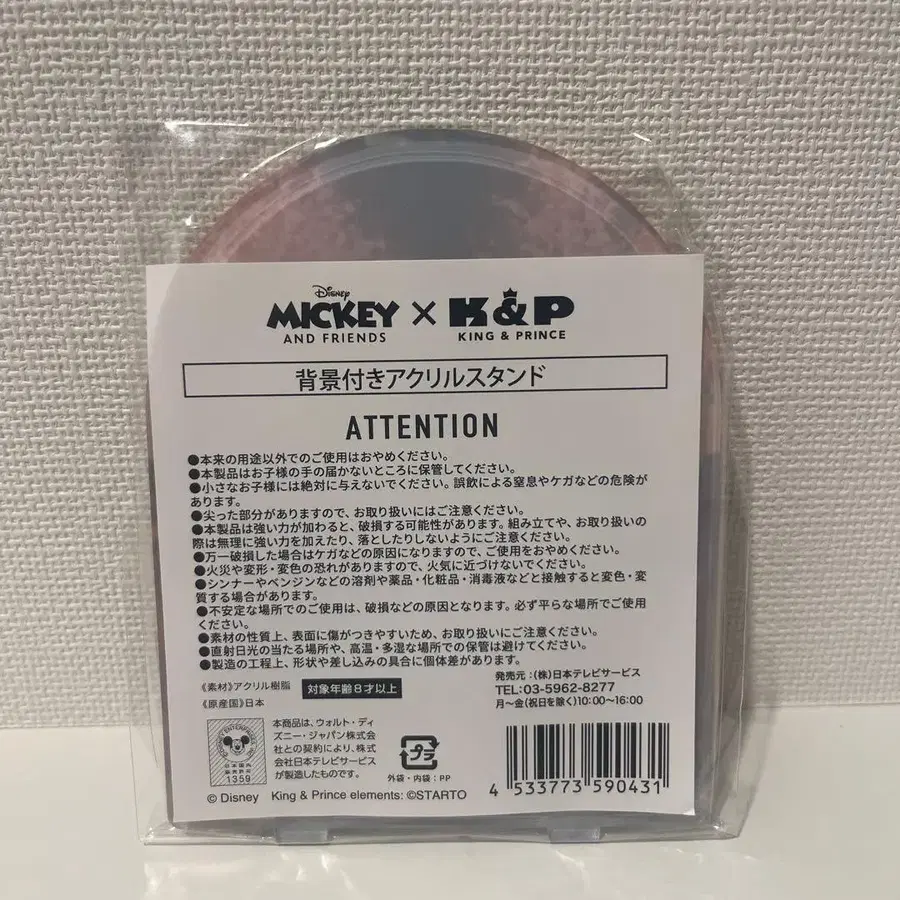 Disney
MICKEY × K&P
AND FRIENDS KING & PRINCE
背景付きアクリルスタンド
ATTENTION
●本来の用途以外でのご使用はおやめください。
●本製品はお子様の手の届かないところに保管してください。
●小さなお子様には絶対に与えないでください。誤飲による窒息やケガなどの危険が
あります。
●尖った部分がありますので、お取り扱いにはご注意ください。
●本製品は強い力が加わると、破損する可能性があります。組み立てや、お取り扱いの
際は無理に強い力を加えたり、落としたりしないようにご注意ください。
●万一破損した場合はケガなどの原因になりますので、ご使用をおやめください。
●火災や変形・変色の恐れがありますので、火気に近づけないでください。
●シンナーやベンジンなどの溶剤や薬品・化粧品・消毒液などと接触すると変色・変
質する場合があります。
●不安定な場所でのご使用は、破損などの原因となります。必ず平らな場所でご使用
ください。
●素材の性質上、表面に傷がつきやすいため、お取り扱いにご注意ください。
●直射日光の当たる場所や、高温・多湿な場所での保管は避けてください。
●製造の工程上、形状や差し込みの具合に個体差があります。
《素材》アクリル樹脂 対象年齢8才以上
《原産国》日本
発売元:(株)日本テレビサービス
TEL:03-5962-8277
月〜金(祝日を除く)10:00〜16:00
日本国内
1359
本商品は、ウォルト・ディ
ズニー・ジャパン株式会
社との契約により、株式
会社日本テレビサービス
が製造したものです。
プラ
外袋・内袋:PP
4 533773 590431
© Disney King & Prince elements: ©STARTO